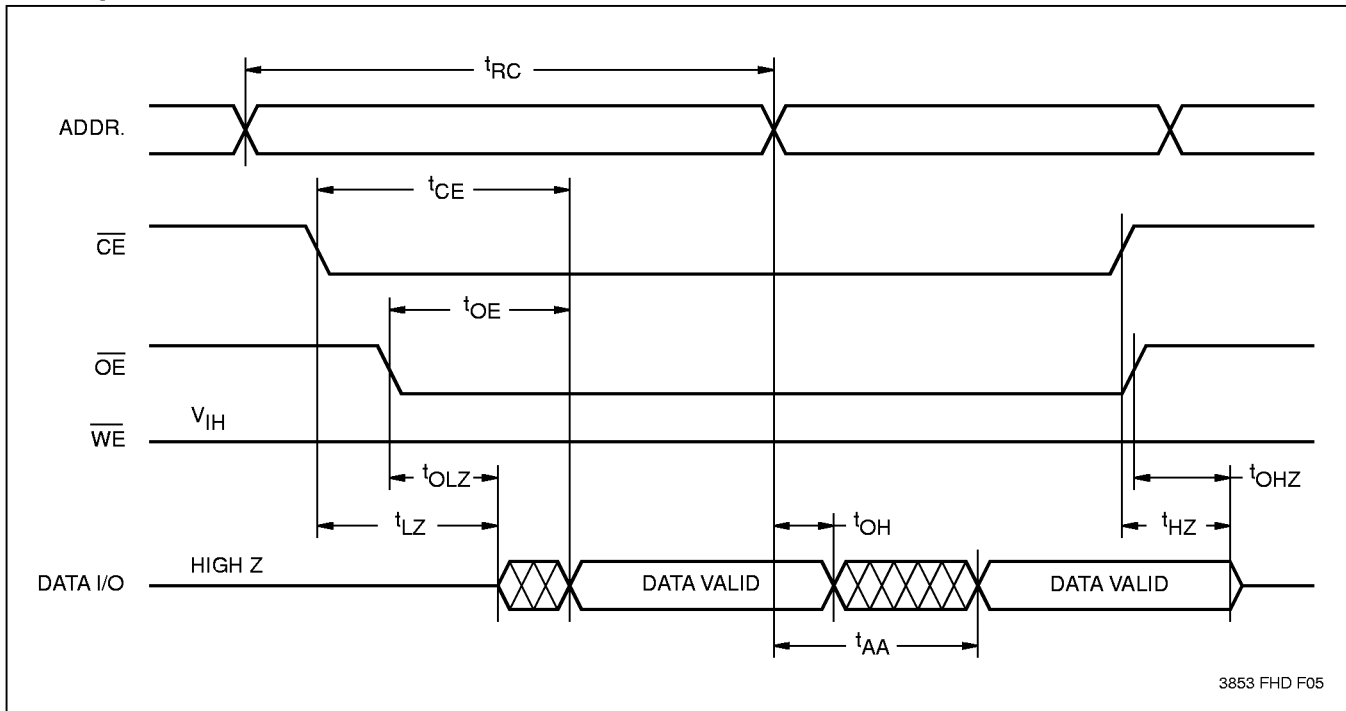 tRC
ADDR.
tCE
CE
tOE
OE
VIH
WE
tOLZ
tOHZ
tLZ
tOH
tHZ
HIGH Z
DATA I/O
DATA VALID
DATA VALID
tAA
3853 FHD F05